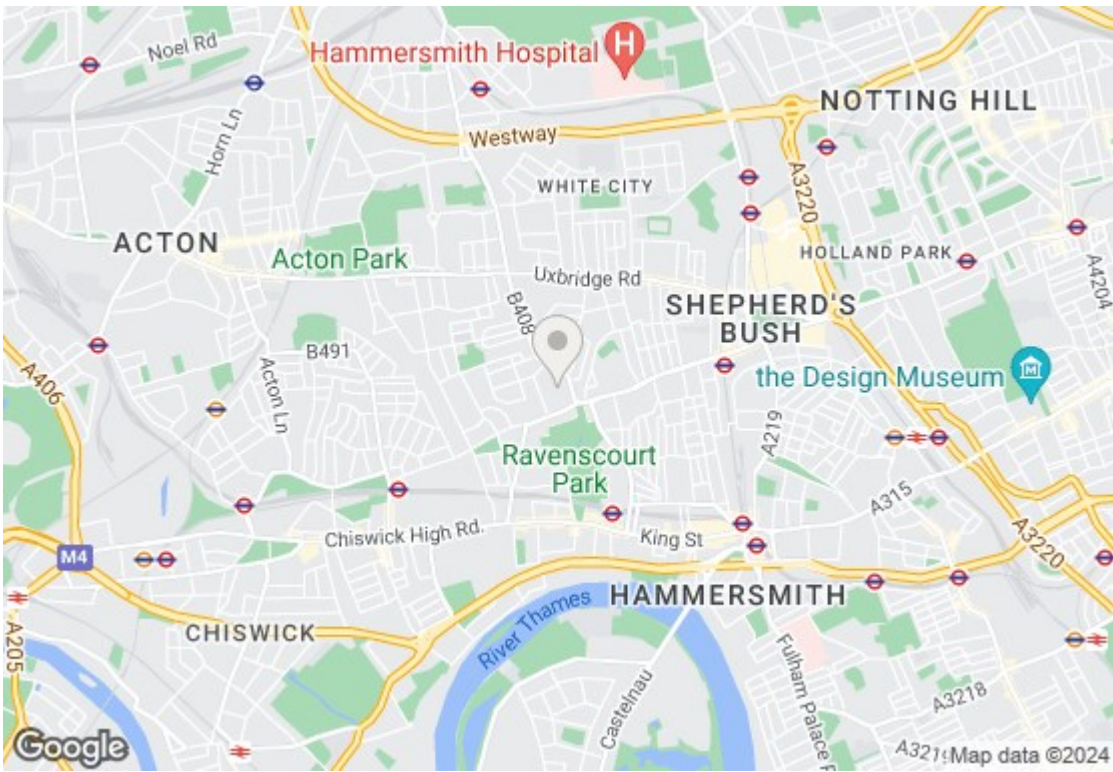 Noel Rd
Hammersmith Hospital
H
NOTTING HILL
Horn Ln
Westway
A3220
WHITE CITY
ACTON
Acton Park
HOLLAND PARK
A4204
Uxbridge Rd
B408
SHEPHERD'S
BUSH
B491
A406
Acton Ln
the Design Museum
M
A219
Ravenscourt
Park
A315
Chiswick High Rd.
King St
A3220
M4
HAMMERSMITH
River Thames
CHISWICK
A205
Fulham Palace R
Castelnau
A3218
Google
A3219
Map data ©2024